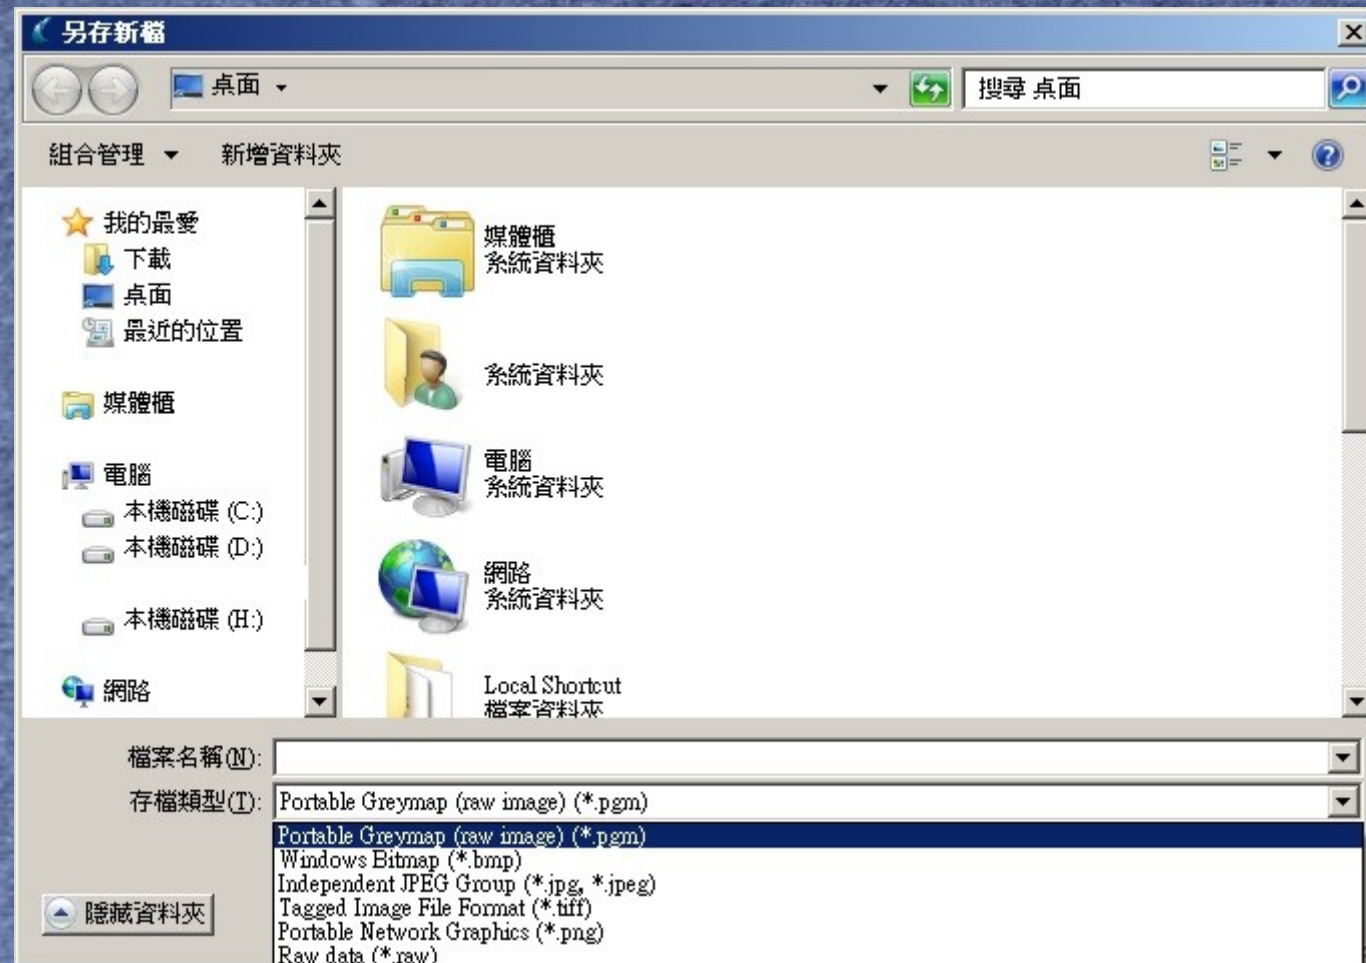 另存新檔
桌面
搜尋 桌面
組合管理
新增資料夾
我的最愛
下載
桌面
最近的位置
媒體櫃
電腦
本機磁碟 (C:)
本機磁碟 (D:)
本機磁碟 (H:)
網路
媒體櫃
系統資料夾
系統資料夾
電腦
系統資料夾
網路
系統資料夾
Local Shortcut
檔案資料夾
檔案名稱(N):
存檔類型(T): Portable Greymap (raw image) (*.pgm)
Portable Greymap (raw image) (*.pgm)
Windows Bitmap (*.bmp)
Independent JPEG Group (*.jpg, *.jpeg)
Tagged Image File Format (*.tiff)
Portable Network Graphics (*.png)
Raw data (*.raw)
隱藏資料夾